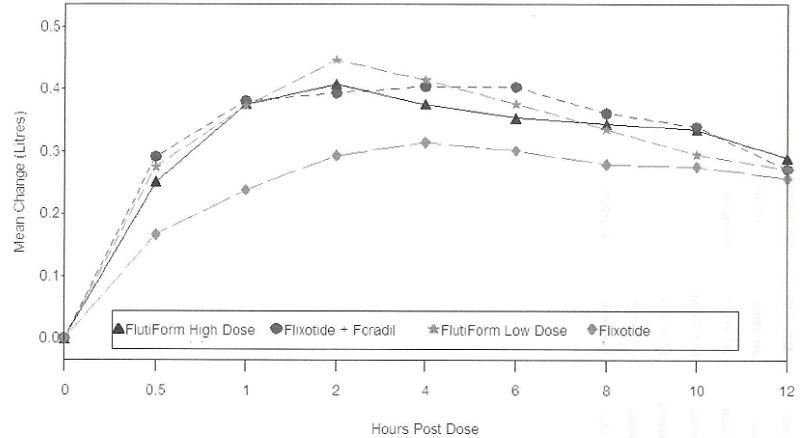 0.5
0.4
0.3
0.2
0.1
0.0
Mean Change (Litres)
FlutiForm High Dose Flixotide + Foradil FlutiForm Low Dose Flixotide
0 0.5 1 2 4 6 8 10 12
Hours Post Dose